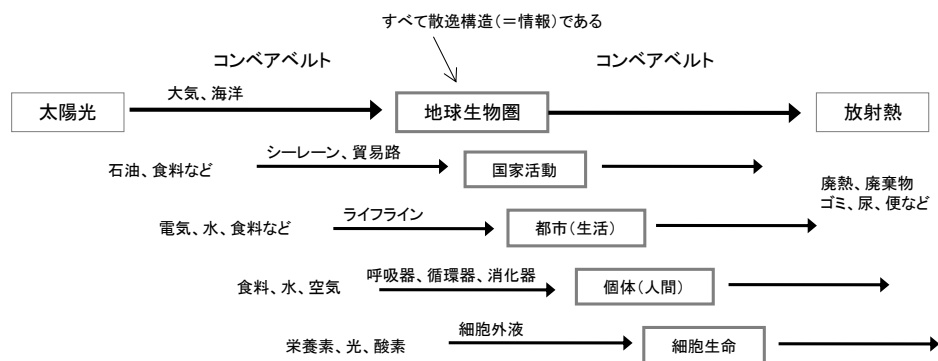 すべて散逸構造(=情報)である
コンベアベルト
コンベアベルト
太陽光
大気、海洋
地球生物圏
放射熱
石油、食料など
シーレーン、貿易路
国家活動
廃熱、廃棄物
ゴミ、尿、便など
電気、水、食料など
ライフライン
都市(生活)
食料、水、空気
呼吸器、循環器、消化器
個体(人間)
栄養素、光、酸素
細胞外液
細胞生命